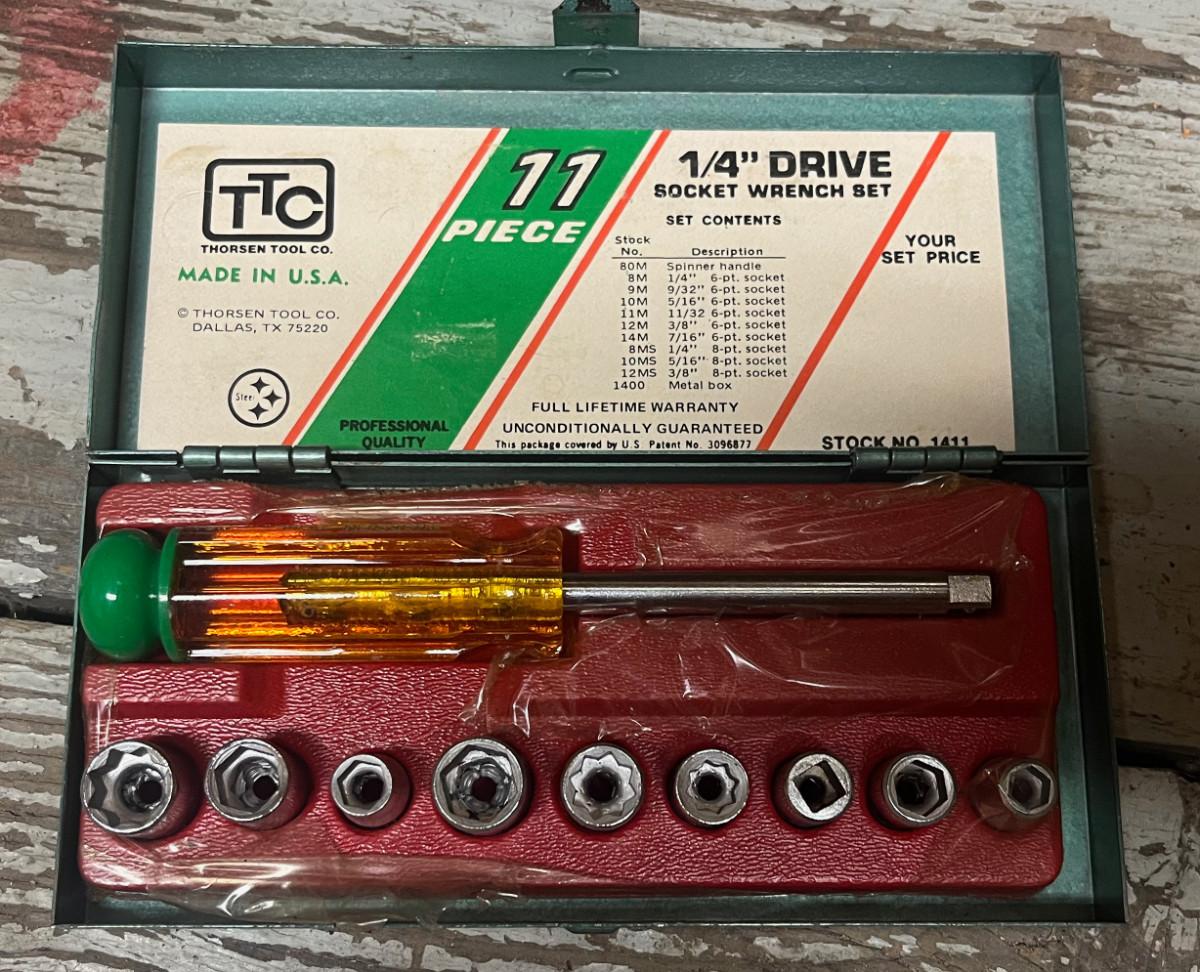 TTC
THORSEN TOOL CO.
MADE IN U.S.A.
© THORSEN TOOL CO.
DALLAS, TX 75220
Steel
11
PIECE
PROFESSIONAL
QUALITY
1/4" DRIVE
SOCKET WRENCH SET
SET CONTENTS
Stock
No. Description
80M Spinner handle
8M 1/4" 6-pt. socket
9M 9/32" 6-pt. socket
10M 5/16" 6-pt. socket
11M 11/32 6-pt. socket
12M 3/8" 6-pt. socket
14M 7/16" 6-pt. socket
8MS 1/4" 8-pt. socket
10MS 5/16" 8-pt. socket
12MS 3/8" 8-pt. socket
1400 Metal box
FULL LIFETIME WARRANTY
UNCONDITIONALLY GUARANTEED
This package covered by U.S. Patent No. 3096877
YOUR
SET PRICE
STOCK NO. 1411